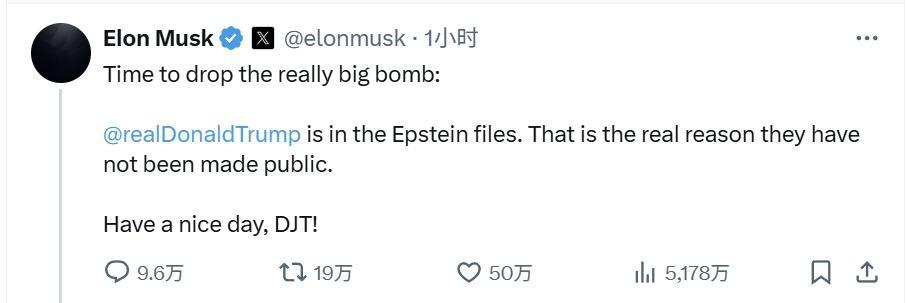 Elon Musk @elonmusk · 1小时
Time to drop the really big bomb:
@realDonaldTrump is in the Epstein files. That is the real reason they have
not been made public.
Have a nice day, DJT!
9.6万 19万 50万 5,178万